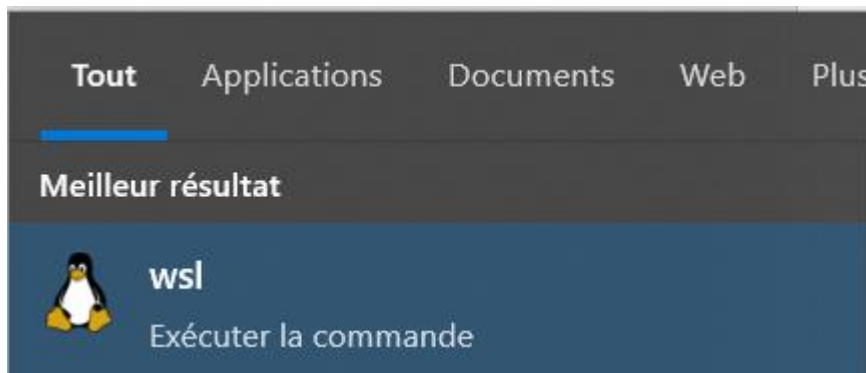 Tout Applications Documents Web Plus
Meilleur résultat
wsl
Exécuter la commande